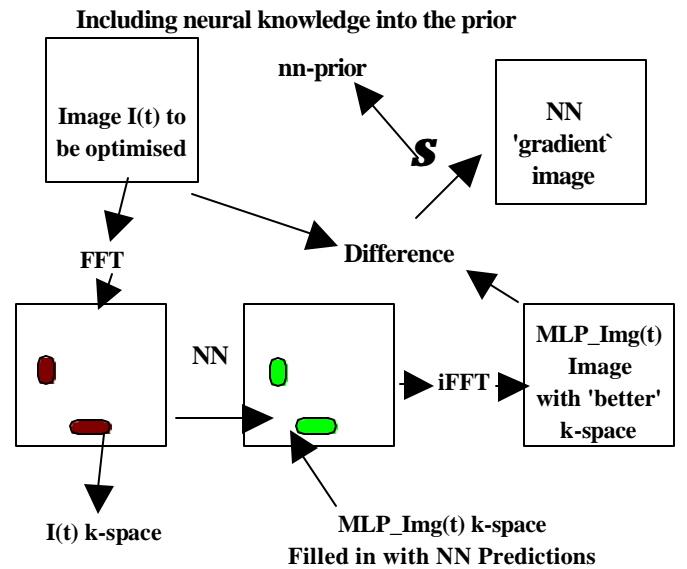 Including neural knowledge into the prior
nn-prior
Image I(t) to
be optimised
NN
'gradient`
image
S
Difference
FFT
NN
iFFT
MLP_Img(t)
Image
with 'better'
k-space
I(t) k-space
MLP_Img(t) k-space
Filled in with NN Predictions